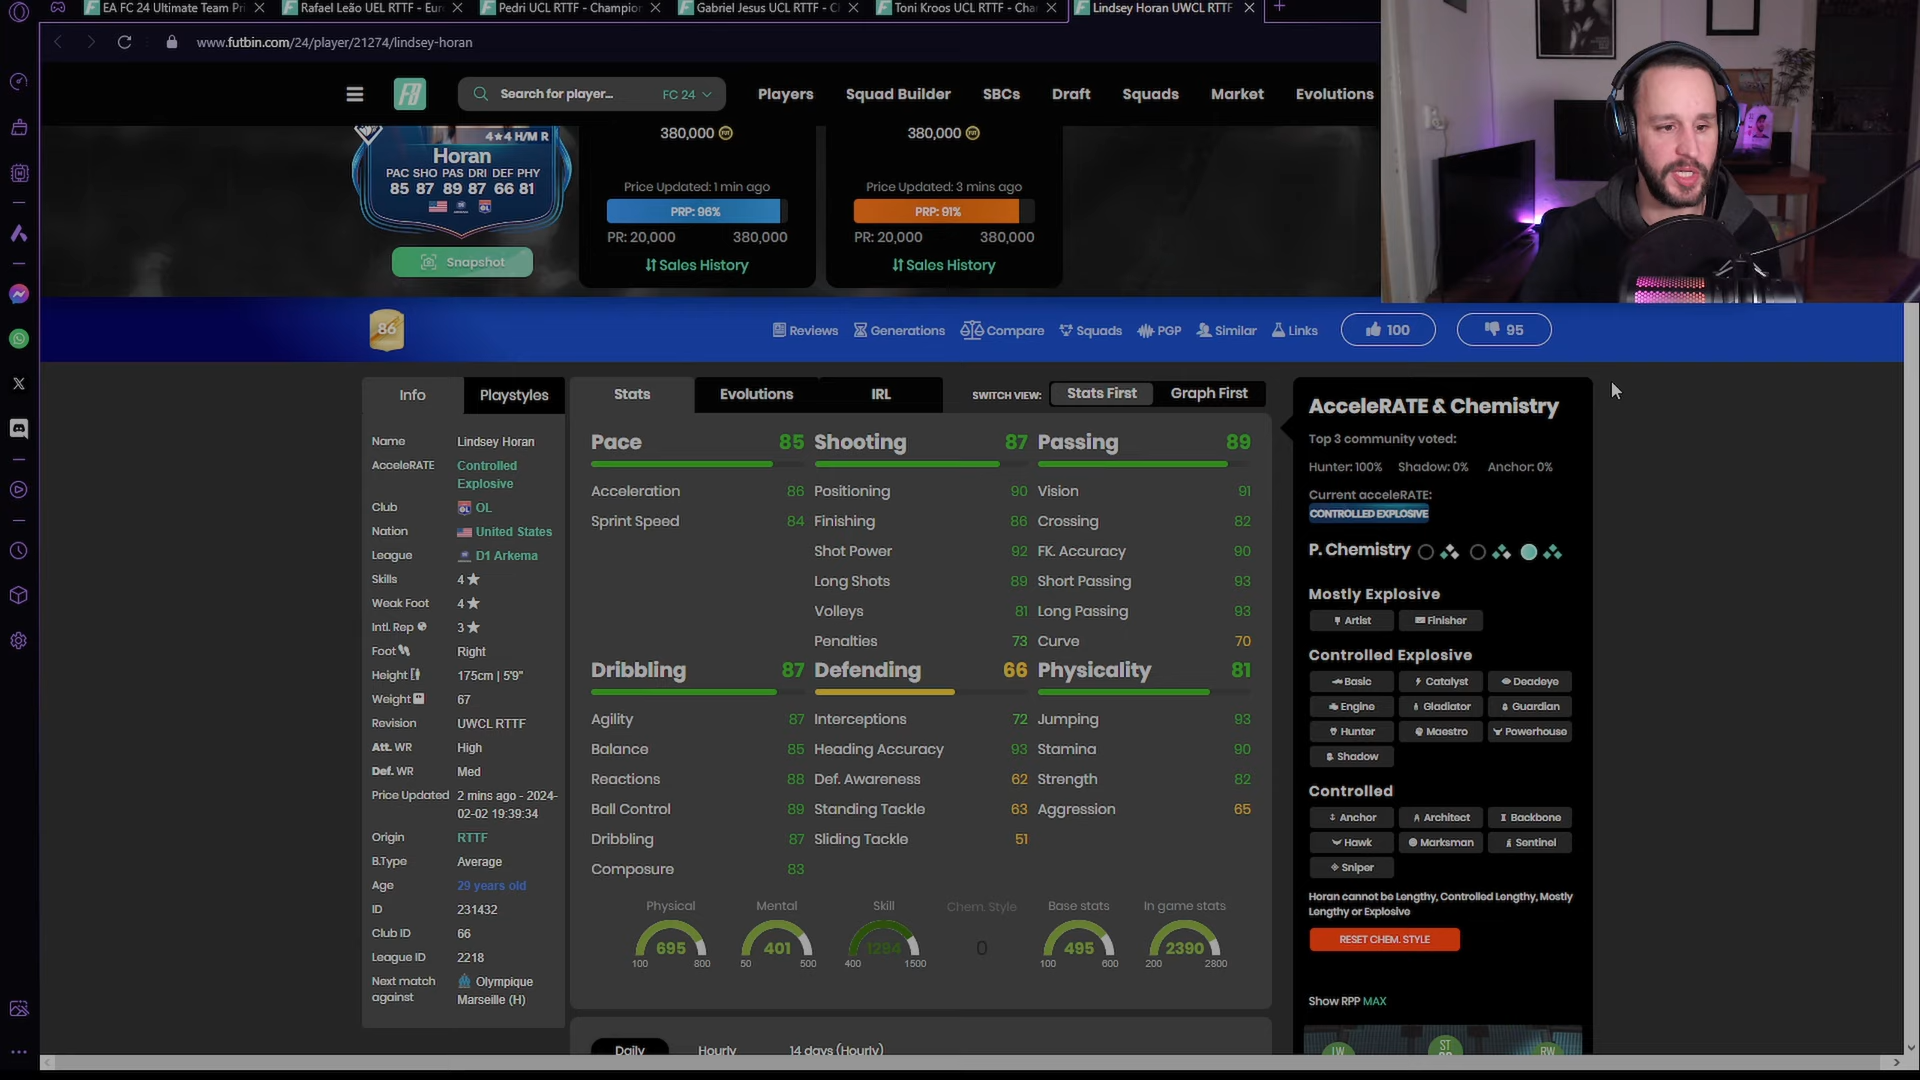 EA FC 24 Ultimate Team Pri
Rafael Leão UEL RTTF - Eur
Pedri UCL RTTF - Champion
Gabriel Jesus UCL RTTF - C
Toni Kroos UCL RTTF - Cha
Lindsey Horan UWCL RTTF
www.futbin.com/24/player/21274/lindsey-horan
Search for player... FC 24
Players Squad Builder SBCs Draft Squads Market Evolutions
4★4 H/M R
Horan
PAC SHO PAS DRI DEF PHY
85 87 89 87 66 81
Snapshot
380,000
Price Updated: 1 min ago
PRP: 96%
PR: 20,000 380,000
Sales History
380,000
Price Updated: 3 mins ago
PRP: 91%
PR: 20,000 380,000
Sales History
86
Reviews Generations Compare Squads PGP Similar Links 100 95
Info Playstyles
Name Lindsey Horan
AcceleRATE Controlled
Explosive
Club OL
Nation United States
League D1 Arkema
Skills 4★
Weak Foot 4★
Intl. Rep 3★
Foot Right
Height 175cm | 5'9"
Weight 67
Revision UWCL RTTF
Att. WR High
Def. WR Med
Price Updated 2 mins ago - 2024-
02-02 19:39:34
Origin RTTF
B.Type Average
Age 29 years old
ID 231432
Club ID 66
League ID 2218
Next match Olympique
against Marseille (H)
Stats Evolutions IRL SWITCH VIEW: Stats First Graph First
Pace 85
Acceleration 86
Sprint Speed 84
Shooting 87
Positioning 90
Finishing 86
Shot Power 92
Long Shots 89
Volleys 81
Penalties 73
Passing 89
Vision 91
Crossing 82
FK. Accuracy 90
Short Passing 93
Long Passing 93
Curve 70
Dribbling 87
Agility 87
Balance 85
Reactions 88
Ball Control 89
Dribbling 87
Composure 83
Defending 66
Interceptions 72
Heading Accuracy 93
Def. Awareness 62
Standing Tackle 63
Sliding Tackle 51
Physicality 81
Jumping 93
Stamina 90
Strength 82
Aggression 65
Physical Mental Skill Chem. Style Base stats In game stats
695 401 1294 0 495 2390
100 800 50 500 400 1500 100 600 200 2800
Daily Hourly 14 days (Hourly)
AcceleRATE & Chemistry
Top 3 community voted:
Hunter: 100% Shadow: 0% Anchor: 0%
Current acceleRATE:
CONTROLLED EXPLOSIVE
P. Chemistry
Mostly Explosive
Artist Finisher
Controlled Explosive
Basic Catalyst Deadeye
Engine Gladiator Guardian
Hunter Maestro Powerhouse
Shadow
Controlled
Anchor Architect Backbone
Hawk Marksman Sentinel
Sniper
Horan cannot be Lengthy, Controlled Lengthy, Mostly
Lengthy or Explosive
RESET CHEM. STYLE
Show RPP MAX
LW ST RW